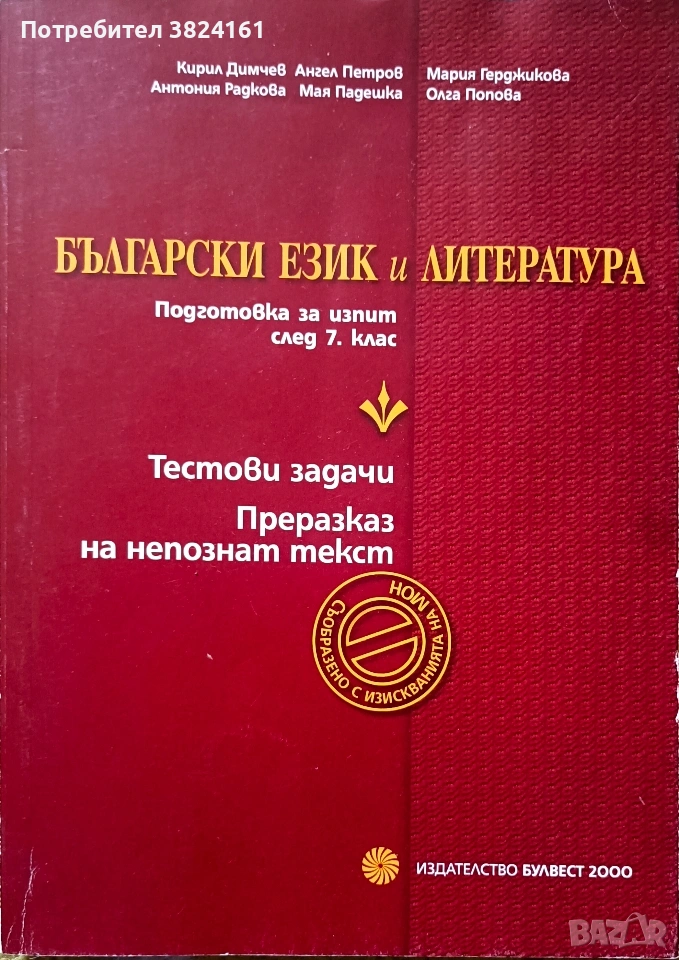 Потребител 3824161
Кирил Димчев Ангел Петров Мария Герджикова
Антония Радкова Мая Падешка Олга Попова
БЪЛГАРСКИ ЕЗИК и ЛИТЕРАТУРА
Подготовка за изпит
след 7. клас
Тестови задачи
Преразказ
на непознат текст
СЪОБРАЗЕНО С ИЗИСКВАНИЯТА НА МОН
ИЗДАТЕЛСТВО БУЛВЕСТ 2000
BAZAR